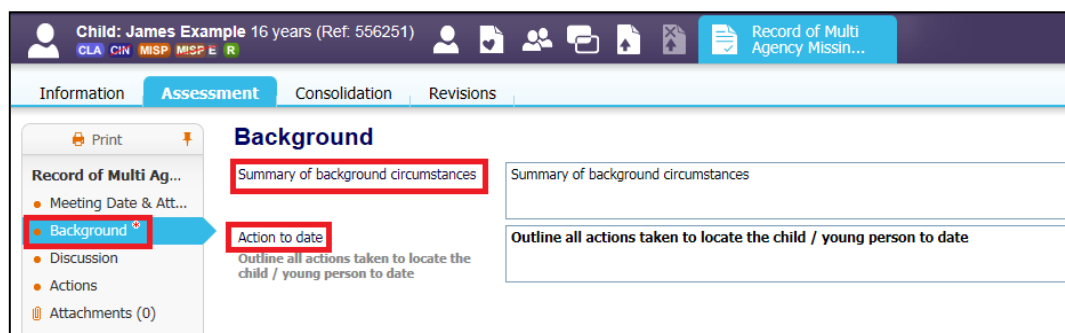 Child: James Example 16 years (Ref: 556251)
CLA CIN MISP MISP E R
Record of Multi
Agency Missin...
Information Assessment Consolidation Revisions
Print
Record of Multi Ag...
Meeting Date & Att...
Background *
Discussion
Actions
Attachments (0)
Background
Summary of background circumstances
Summary of background circumstances
Action to date
Outline all actions taken to locate the
child / young person to date
Outline all actions taken to locate the child / young person to date